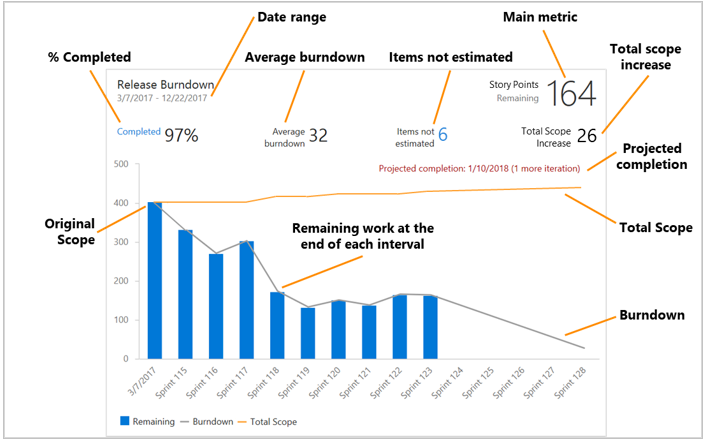 Date range
Main metric
% Completed
Average burndown
Items not estimated
Total scope
increase
Release Burndown
3/7/2017 - 12/22/2017
Story Points
Remaining
164
Completed 97%
Average
burndown 32
Items not
estimated 6
Total Scope
Increase 26
Projected completion: 1/10/2018 (1 more iteration)
Projected
completion
Original
Scope
Remaining work at the
end of each interval
Total Scope
Burndown
500
400
300
200
100
0
3/7/2017
Sprint 115
Sprint 116
Sprint 117
Sprint 118
Sprint 119
Sprint 120
Sprint 121
Sprint 122
Sprint 123
Sprint 124
Sprint 125
Sprint 126
Sprint 127
Sprint 128
Remaining
Burndown
Total Scope